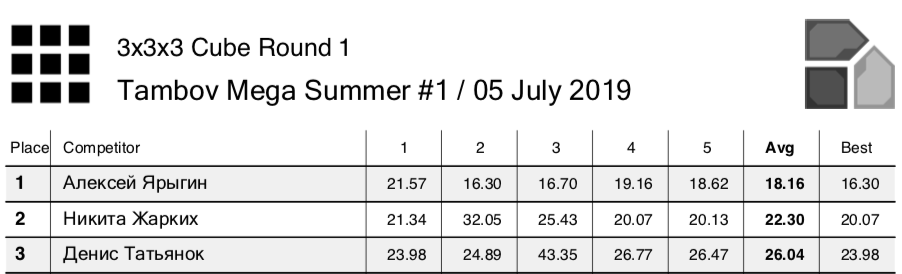 3x3x3 Cube Round 1
Tambov Mega Summer #1 / 05 July 2019
Place Competitor 1 2 3 4 5 Avg Best
1 Алексей Ярыгин 21.57 16.30 16.70 19.16 18.62 18.16 16.30
2 Никита Жарких 21.34 32.05 25.43 20.07 20.13 22.30 20.07
3 Денис Татьянок 23.98 24.89 43.35 26.77 26.47 26.04 23.98